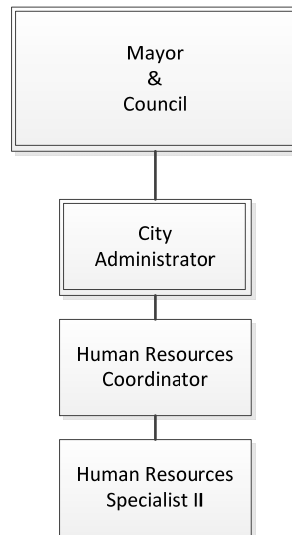 Mayor
&
Council
City
Administrator
Human Resources
Coordinator
Human Resources
Specialist II